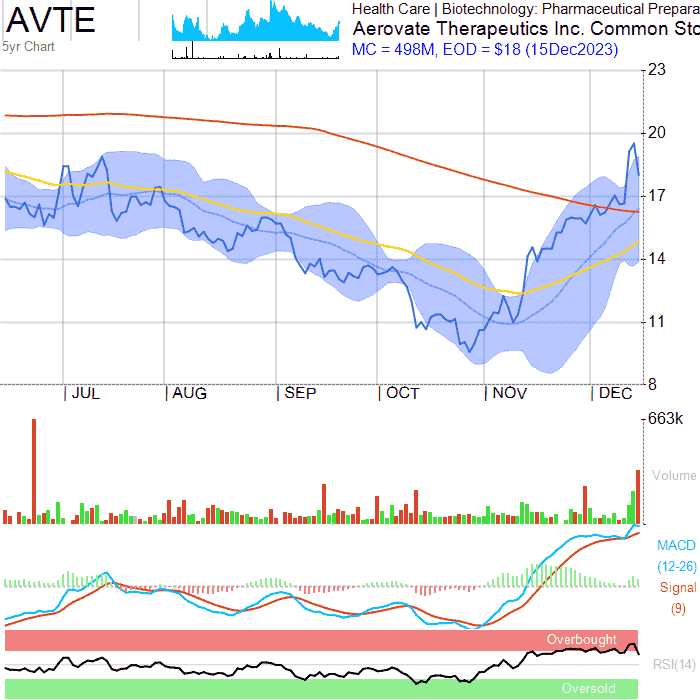 AVTE
5yr Chart
Health Care | Biotechnology: Pharmaceutical Prepara
Aerovate Therapeutics Inc. Common Sto
MC = 498M, EOD = $18 (15Dec2023)
23
20
17
14
11
8
JUL AUG SEP OCT NOV DEC
663k
Volume
MACD
(12-26)
Signal
(9)
Overbought
RSI(14)
Oversold